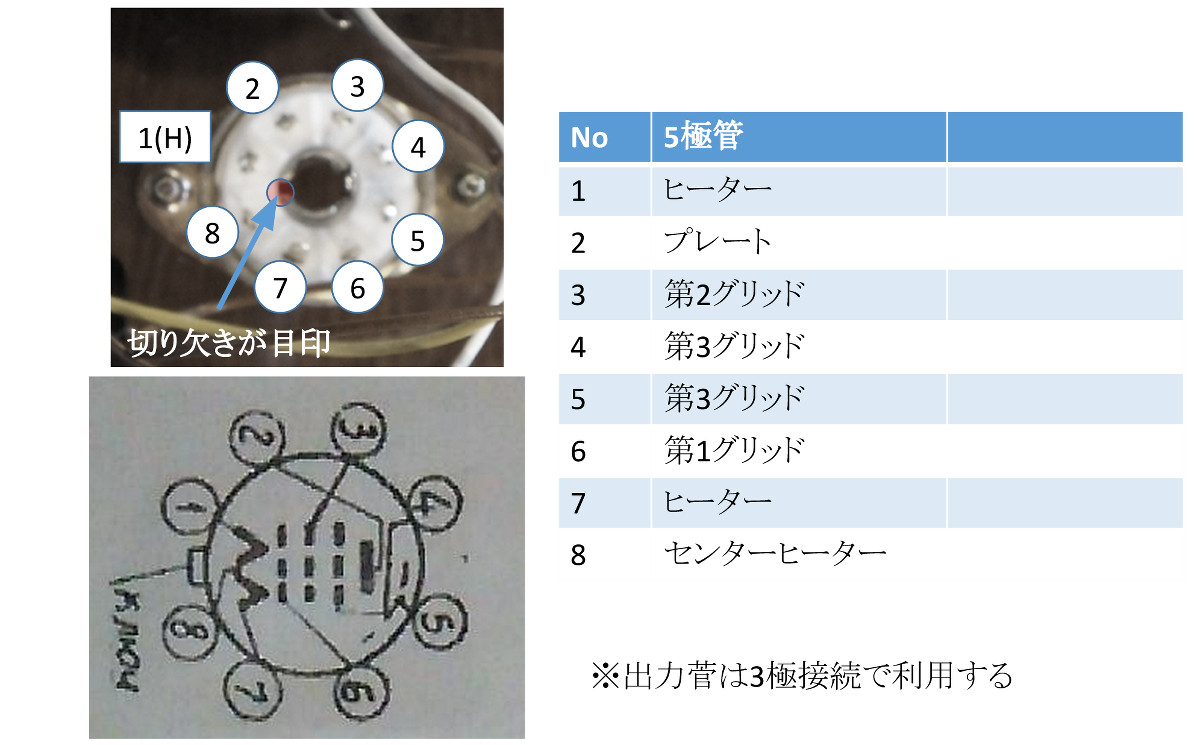 2
3
1(H)
4
8
5
7
6
切り欠きが目印
2
3
1
4
8
5
7
6
ключ
No 5極管
1 ヒーター
2 プレート
3 第2グリッド
4 第3グリッド
5 第3グリッド
6 第1グリッド
7 ヒーター
8 センターヒーター
※出力菅は3極接続で利用する